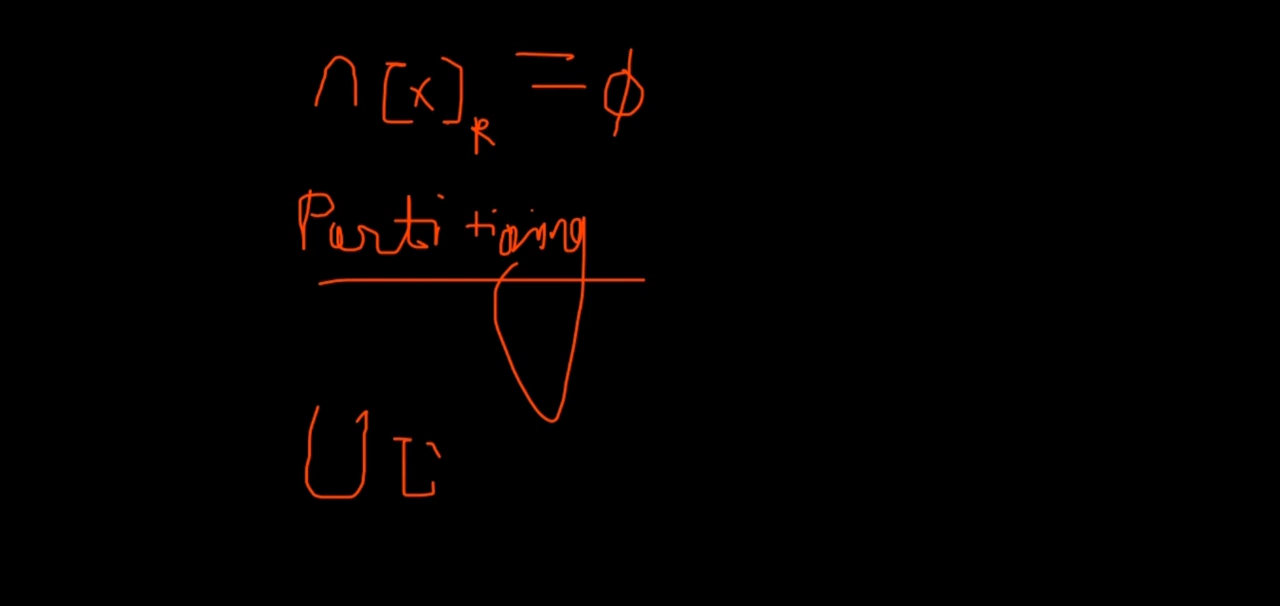 ∩[x]_R = ϕ
Partitioning
∪ [